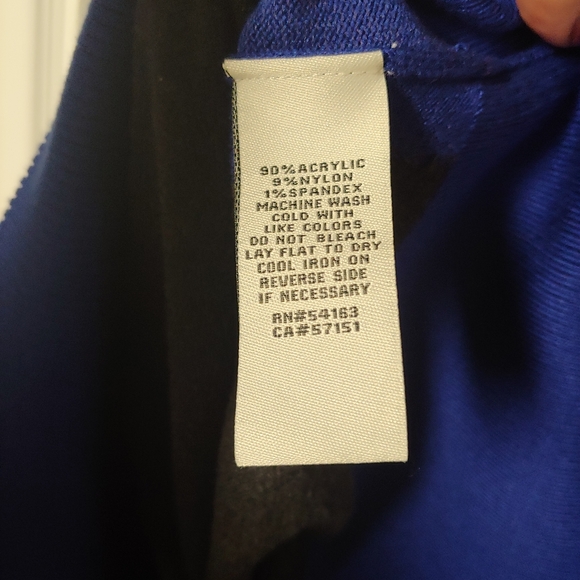 90%ACRYLIC
9%NYLON
1%SPANDEX
MACHINE WASH
COLD WITH
LIKE COLORS
DO NOT BLEACH
LAY FLAT TO DRY
COOL IRON ON
REVERSE SIDE
IF NECESSARY
RN#54163
CA#57151